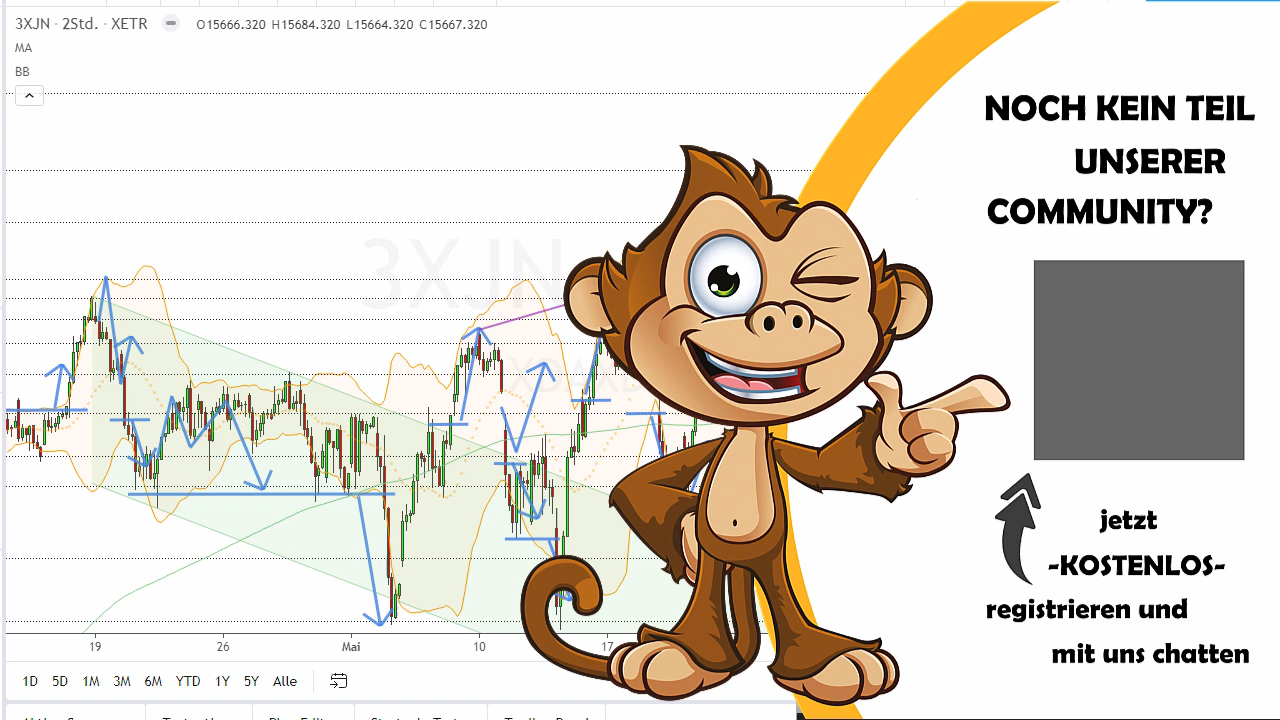 3XJN · 2Std. · XETR O15666.320 H15684.320 L15664.320 C15667.320
MA
BB
3XJN
NOCH KEIN TEIL
UNSERER
COMMUNITY?
jetzt
-KOSTENLOS-
registrieren und
mit uns chatten
19 26 Mai 10 17
1D 5D 1M 3M 6M YTD 1Y 5Y Alle